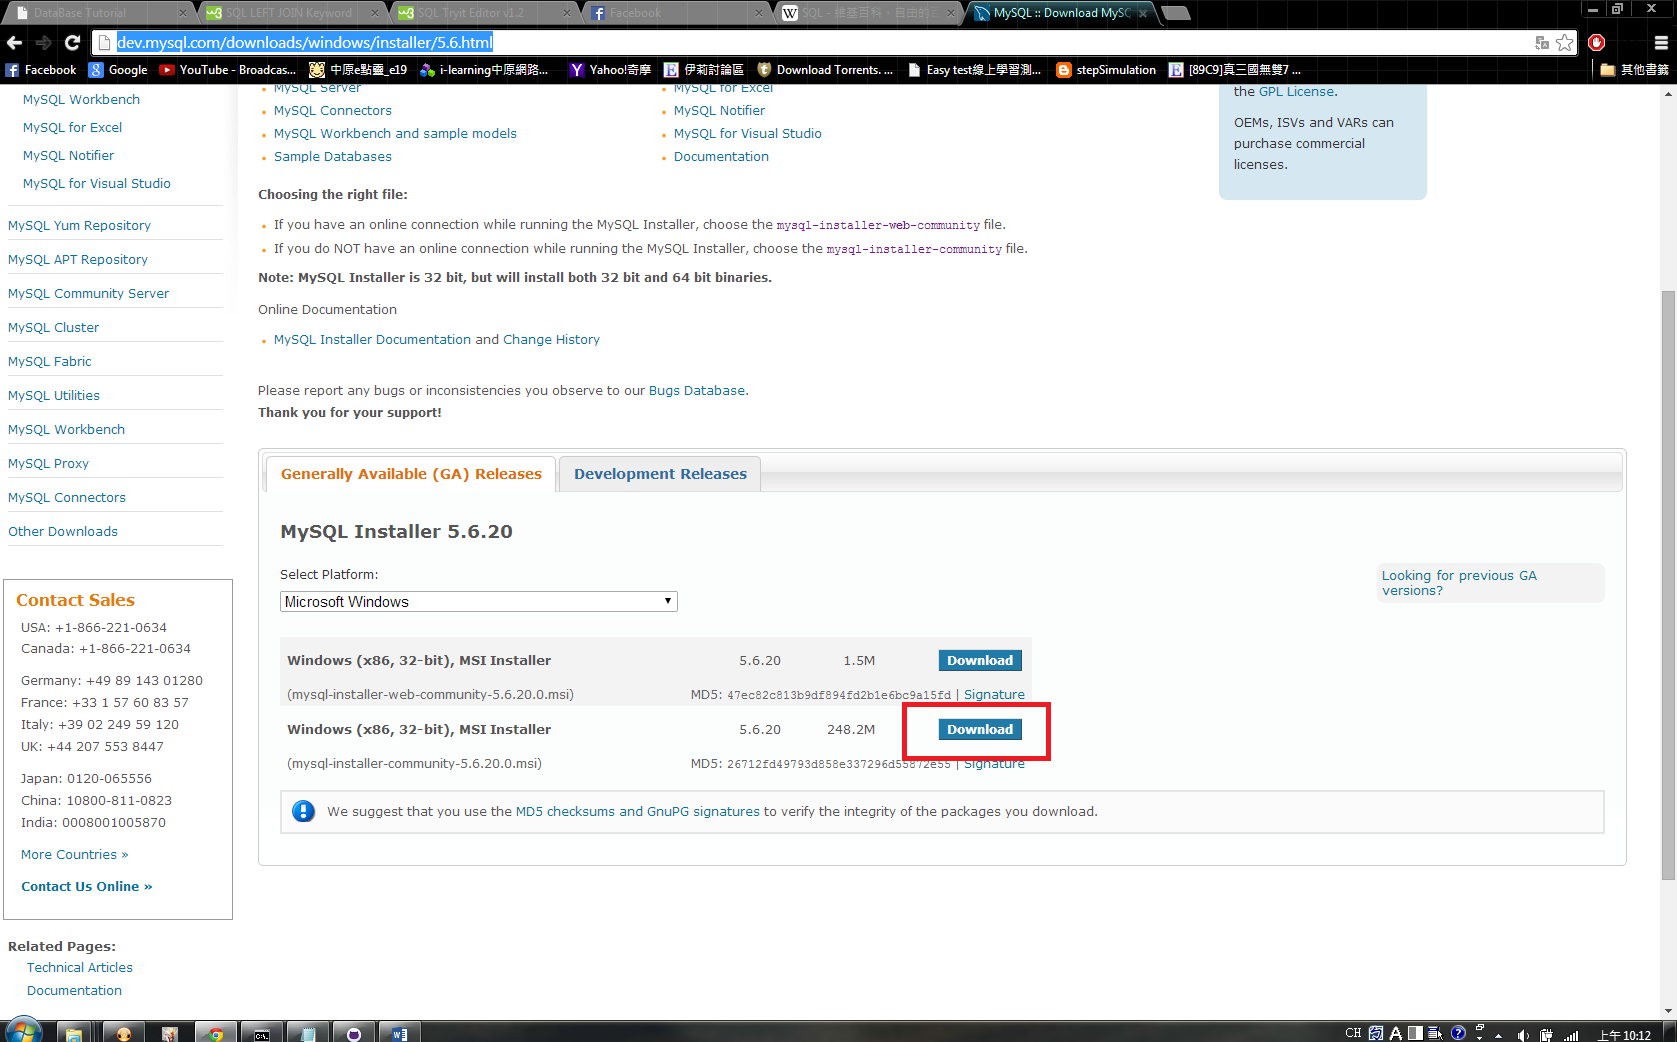 DataBase Tutorial
SQL LEFT JOIN Keyword
SQL Tryit Editor v1.2
Facebook
MySQL :: Download MySC
dev.mysql.com/downloads/windows/installer/5.6.html
Facebook
Google
YouTube - Broadcas...
中原e點靈_e19
i-learning中原網路...
Yahoo!奇摩
伊莉討論區
Download Torrents. ...
Easy test線上學習測...
stepSimulation
[89C9]真三國無雙7 ...
其他書籤
MySQL Workbench
MySQL for Excel
MySQL Notifier
MySQL for Visual Studio
MySQL Yum Repository
MySQL APT Repository
MySQL Community Server
MySQL Cluster
MySQL Fabric
MySQL Utilities
MySQL Workbench
MySQL Proxy
MySQL Connectors
Other Downloads
Contact Sales
USA: +1-866-221-0634
Canada: +1-866-221-0634
Germany: +49 89 143 01280
France: +33 1 57 60 83 57
Italy: +39 02 249 59 120
UK: +44 207 553 8447
Japan: 0120-065556
China: 10800-811-0823
India: 0008001005870
More Countries »
Contact Us Online »
Related Pages:
Technical Articles
Documentation
MySQL Server
MySQL Connectors
MySQL Workbench and sample models
Sample Databases
MySQL for Excel
MySQL Notifier
MySQL for Visual Studio
Documentation
the GPL License.
OEMs, ISVs and VARs can
purchase commercial
licenses.
Choosing the right file:
If you have an online connection while running the MySQL Installer, choose the mysql-installer-web-community file.
If you do NOT have an online connection while running the MySQL Installer, choose the mysql-installer-community file.
Note: MySQL Installer is 32 bit, but will install both 32 bit and 64 bit binaries.
Online Documentation
MySQL Installer Documentation and Change History
Please report any bugs or inconsistencies you observe to our Bugs Database.
Thank you for your support!
Generally Available (GA) Releases
Development Releases
MySQL Installer 5.6.20
Select Platform:
Microsoft Windows
Looking for previous GA
versions?
Windows (x86, 32-bit), MSI Installer 5.6.20 1.5M Download
(mysql-installer-web-community-5.6.20.0.msi) MD5: 47ec82c813b9df894fd2b1e6bc9a15fd | Signature
Windows (x86, 32-bit), MSI Installer 5.6.20 248.2M Download
(mysql-installer-community-5.6.20.0.msi) MD5: 26712fd49793d858e337296d55872e55 | Signature
We suggest that you use the MD5 checksums and GnuPG signatures to verify the integrity of the packages you download.
CH
上午 10:12